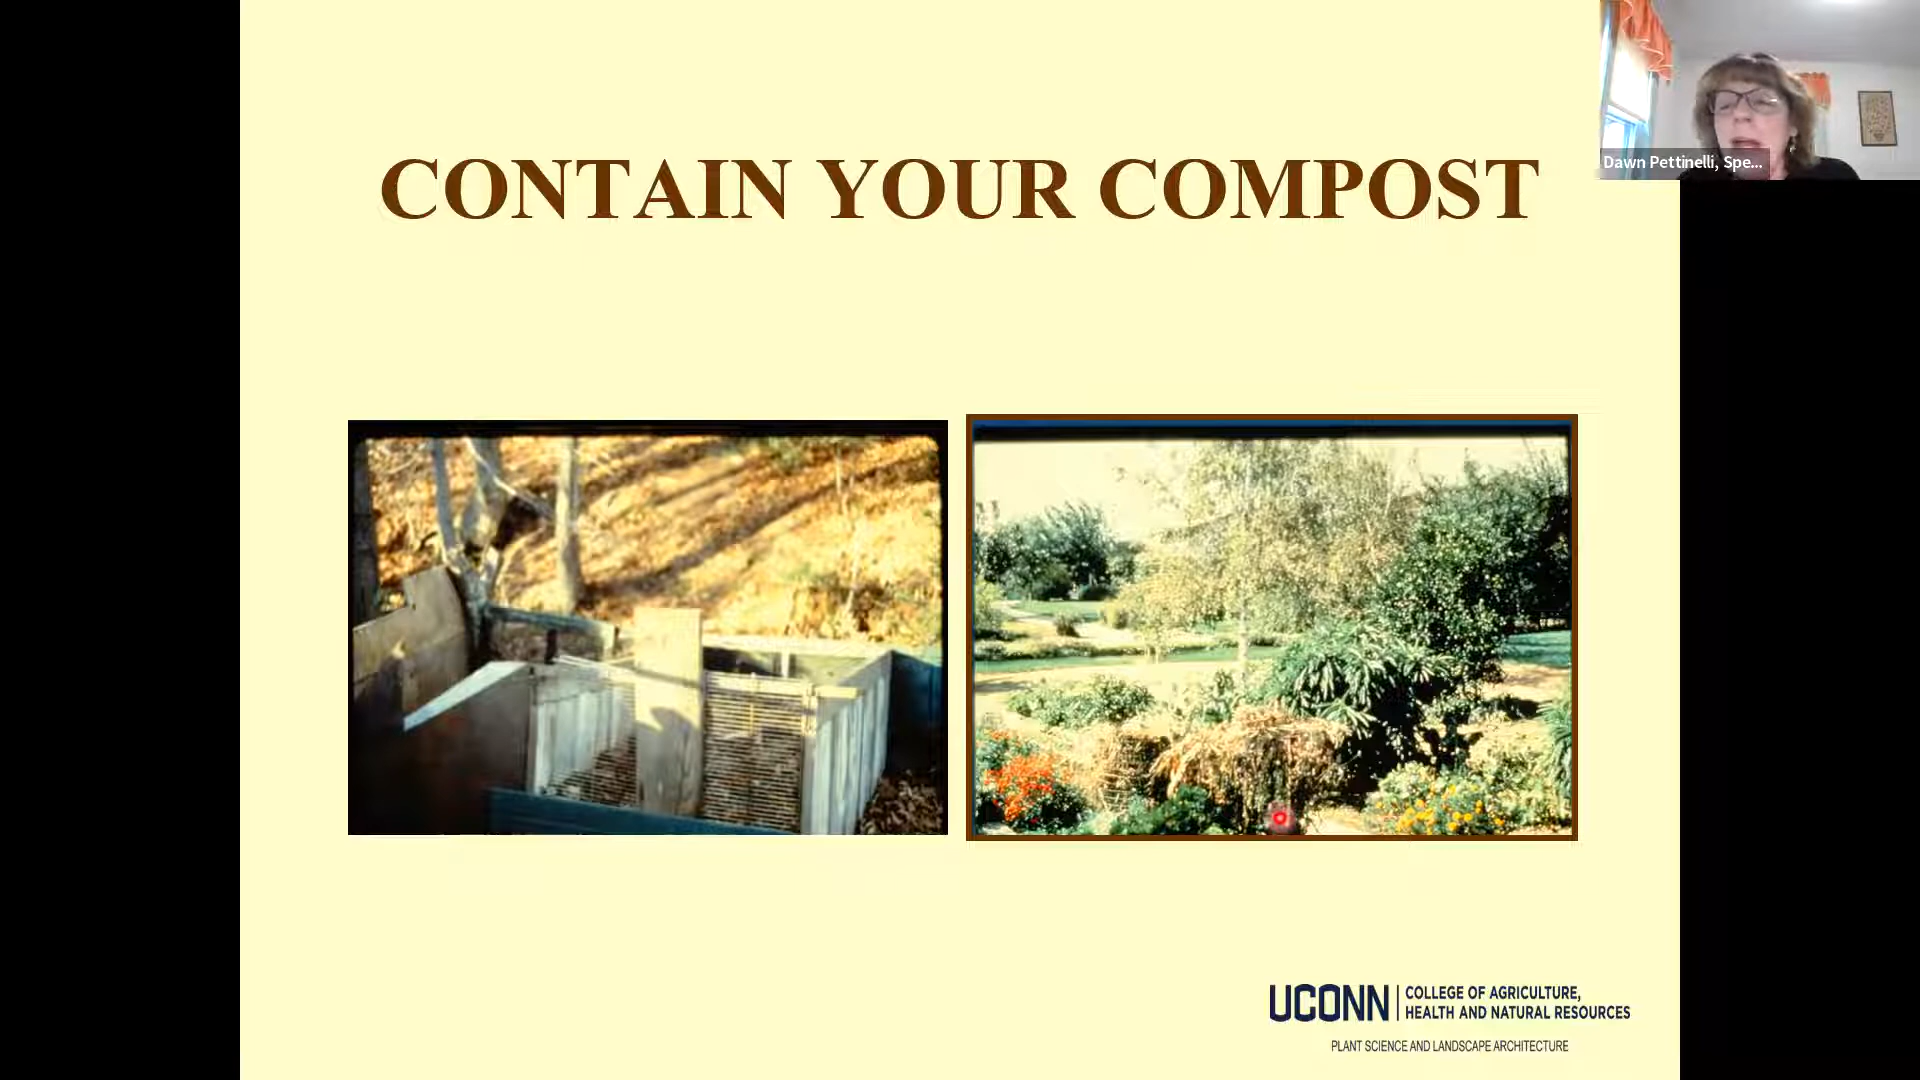 Dawn Pettinelli, Spe...
CONTAIN YOUR COMPOST
UCONN
COLLEGE OF AGRICULTURE,
HEALTH AND NATURAL RESOURCES
PLANT SCIENCE AND LANDSCAPE ARCHITECTURE